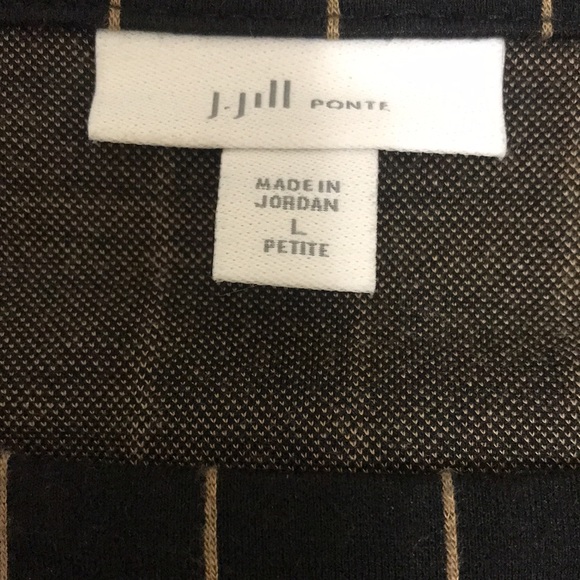 J.Jill PONTE
MADE IN
JORDAN
L
PETITE